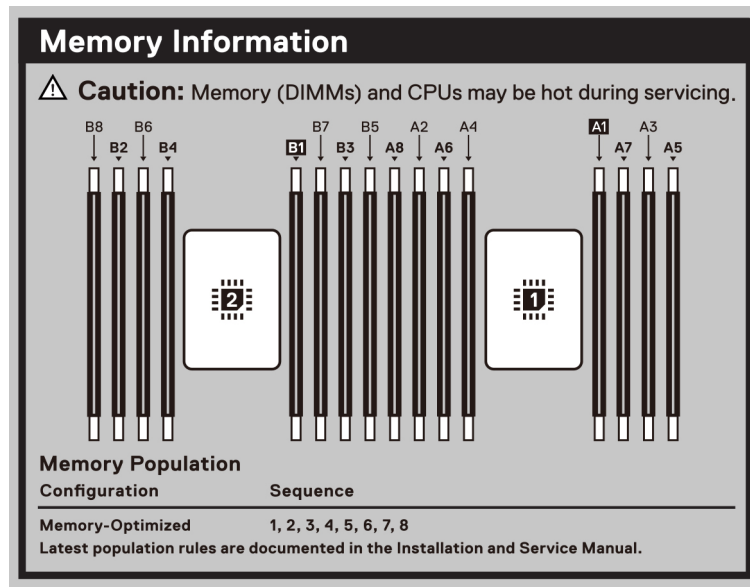 Memory Information
Caution: Memory (DIMMs) and CPUs may be hot during servicing.
B8 B2 B6 B4 B1 B7 B3 B5 A8 A2 A6 A4 A1 A7 A3 A5
2 1
Memory Population
Configuration Sequence
Memory-Optimized 1, 2, 3, 4, 5, 6, 7, 8
Latest population rules are documented in the Installation and Service Manual.